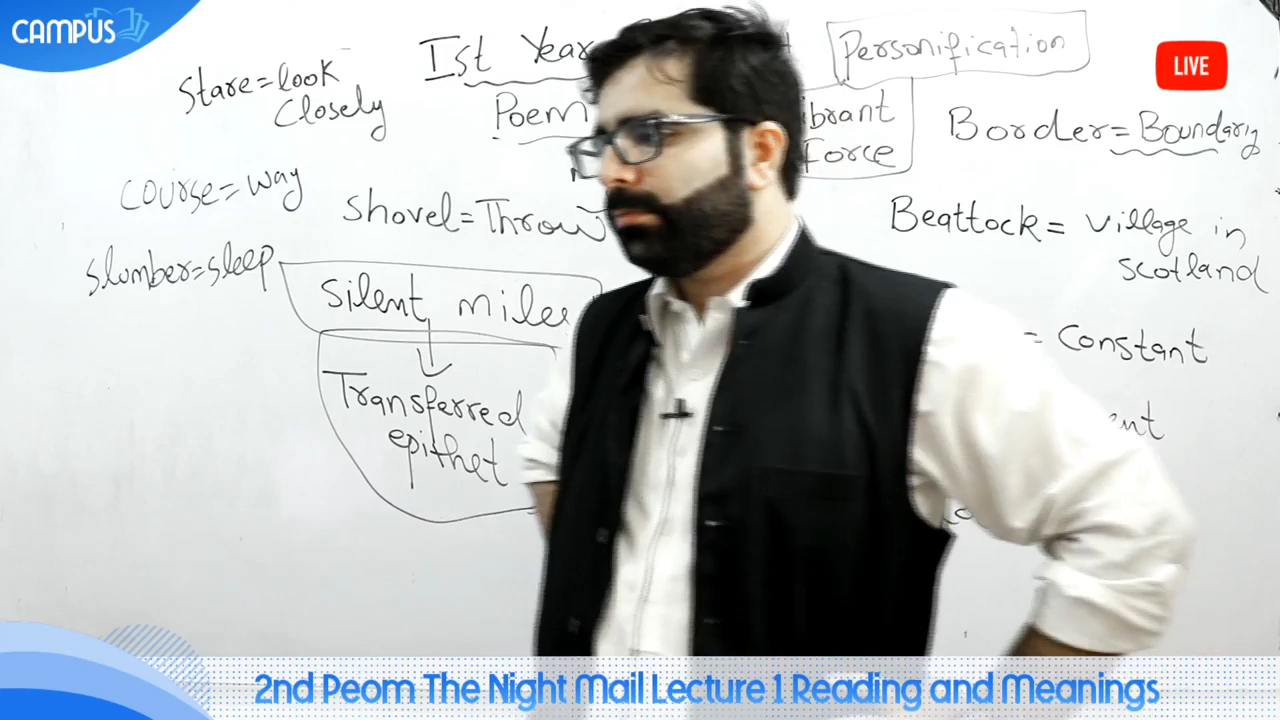 CAMPUS
LIVE
Ist Year
Poem
Personification
ibrant
Force
Stare = look
Closely
Border = Boundariy
Course = way
Shovel = Throw
Beattock = village in
Scotland
Slumber = sleep
Silent miles
= Constant
Transferred
epithet
ent
2nd Peom The Night Mail Lecture 1 Reading and Meanings